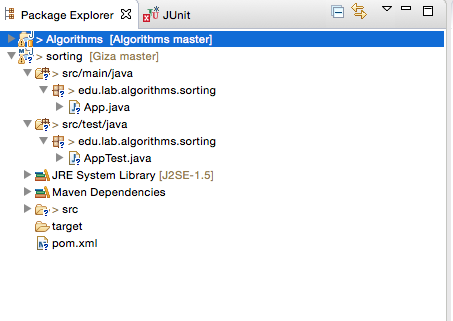 Package Explorer JUnit
> Algorithms [Algorithms master]
> sorting [Giza master]
> src/main/java
> edu.lab.algorithms.sorting
> App.java
> src/test/java
> edu.lab.algorithms.sorting
> AppTest.java
JRE System Library [J2SE-1.5]
Maven Dependencies
> src
target
pom.xml